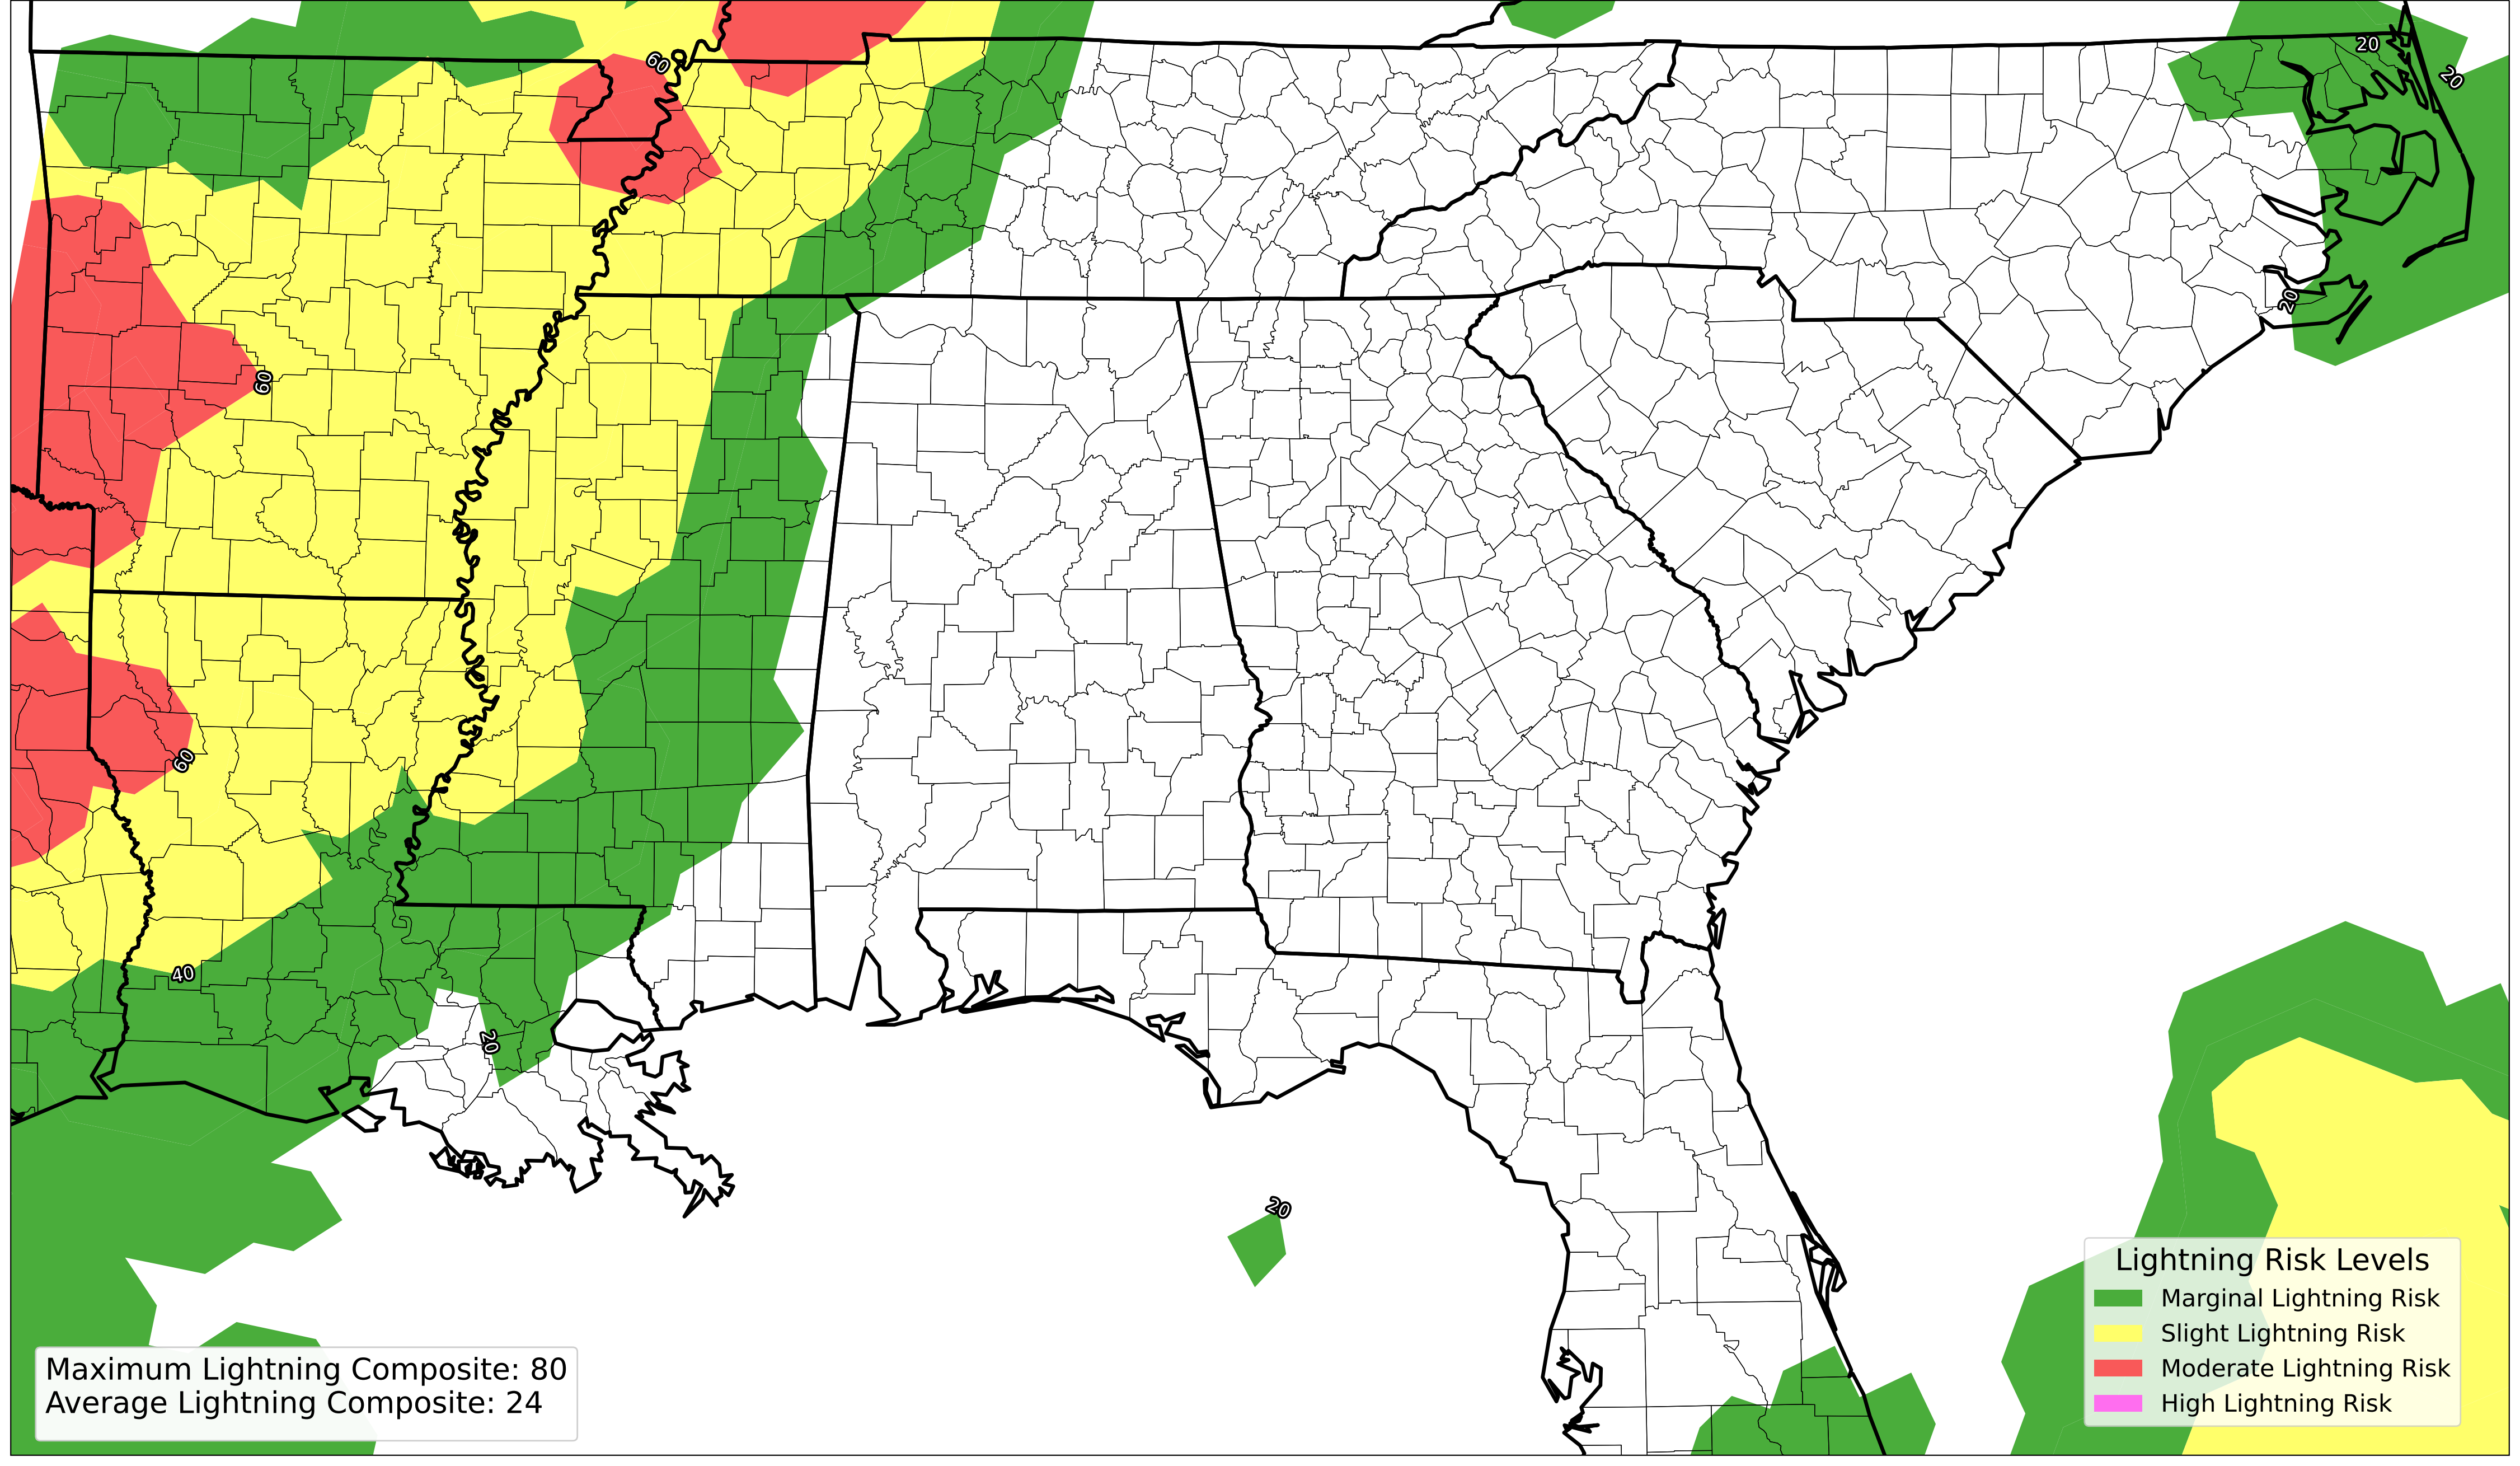 60
20
20
20
60
60
40
20
20
Lightning Risk Levels
Marginal Lightning Risk
Slight Lightning Risk
Moderate Lightning Risk
High Lightning Risk
Maximum Lightning Composite: 80
Average Lightning Composite: 24